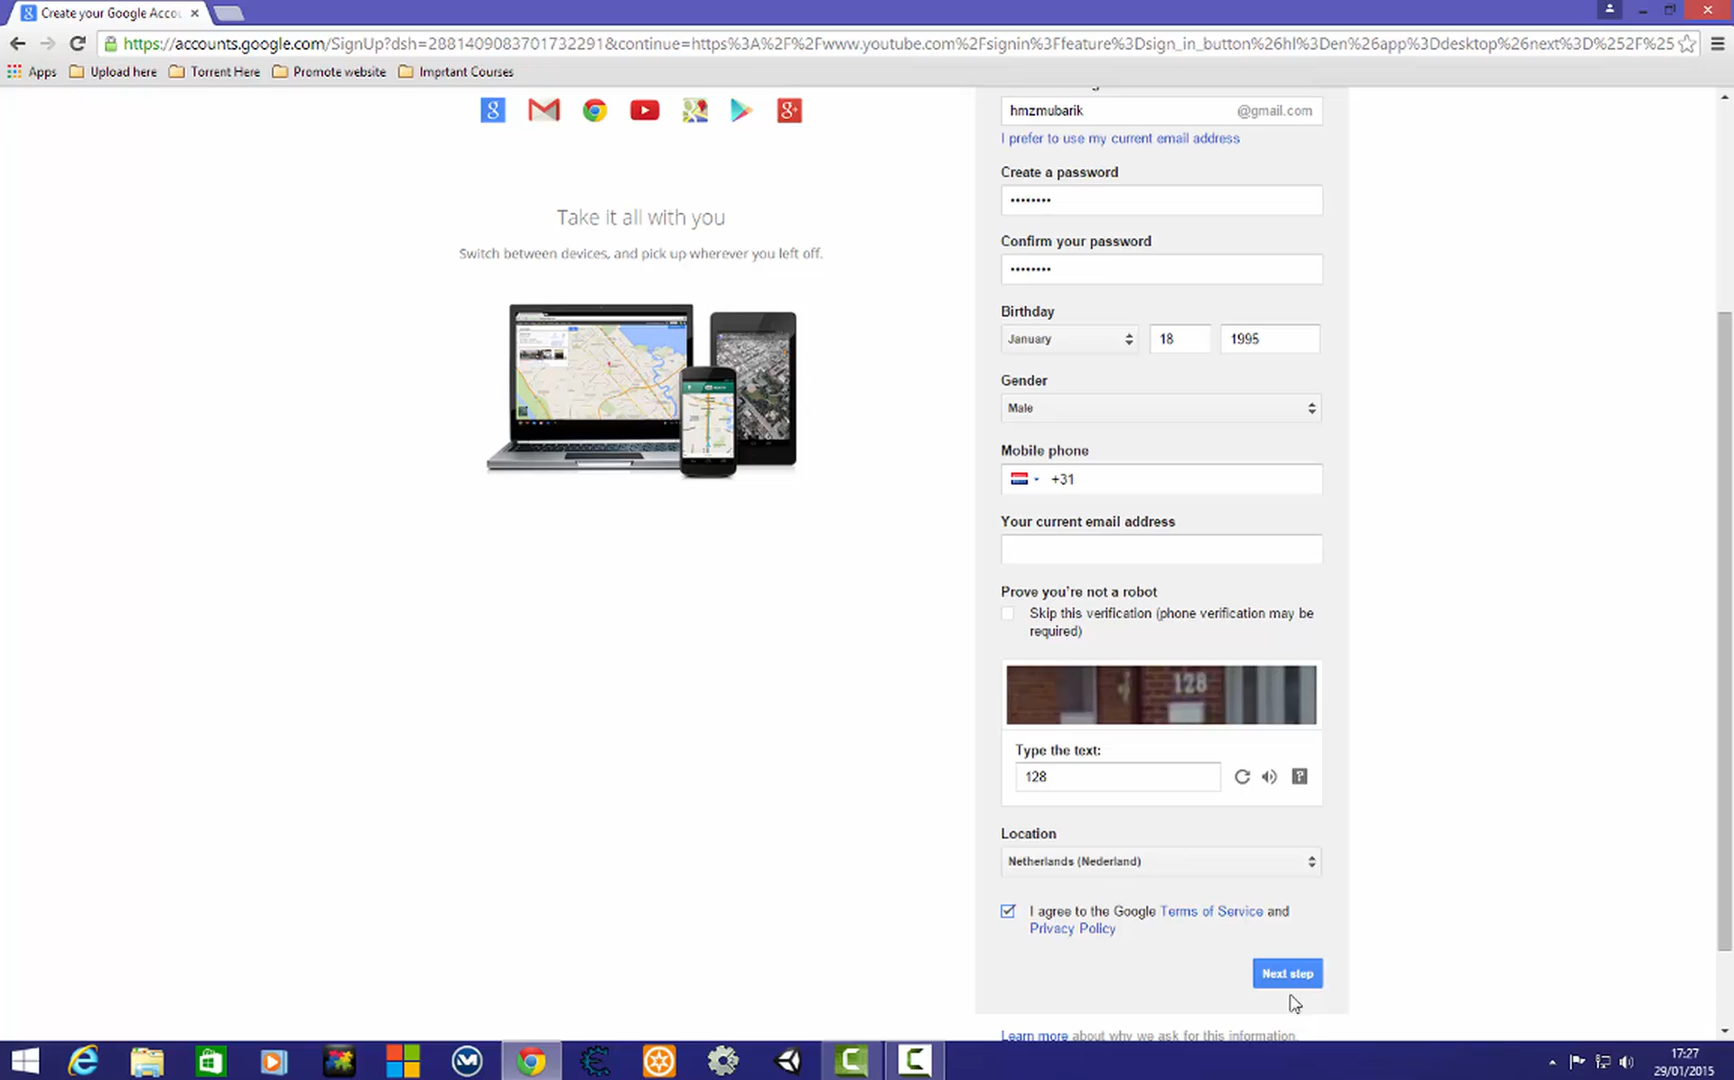 Create your Google Accou
https://accounts.google.com/SignUp?dsh=2881409083701732291&continue=https%3A%2F%2Fwww.youtube.com%2Fsignin%3Ffeature%3Dsign_in_button%26hl%3Den%26app%3Ddesktop%26next%3D%252F%25
Apps Upload here Torrent Here Promote website Imprtant Courses
hmzmubarik @gmail.com
I prefer to use my current email address
Create a password
Confirm your password
Birthday
January 18 1995
Gender
Male
Mobile phone
+31
Your current email address
Prove you're not a robot
Skip this verification (phone verification may be
required)
128
Type the text:
128
Location
Netherlands (Nederland)
I agree to the Google Terms of Service and
Privacy Policy
Next step
Learn more about why we ask for this information.
Take it all with you
Switch between devices, and pick up wherever you left off.
17:27
29/01/2015